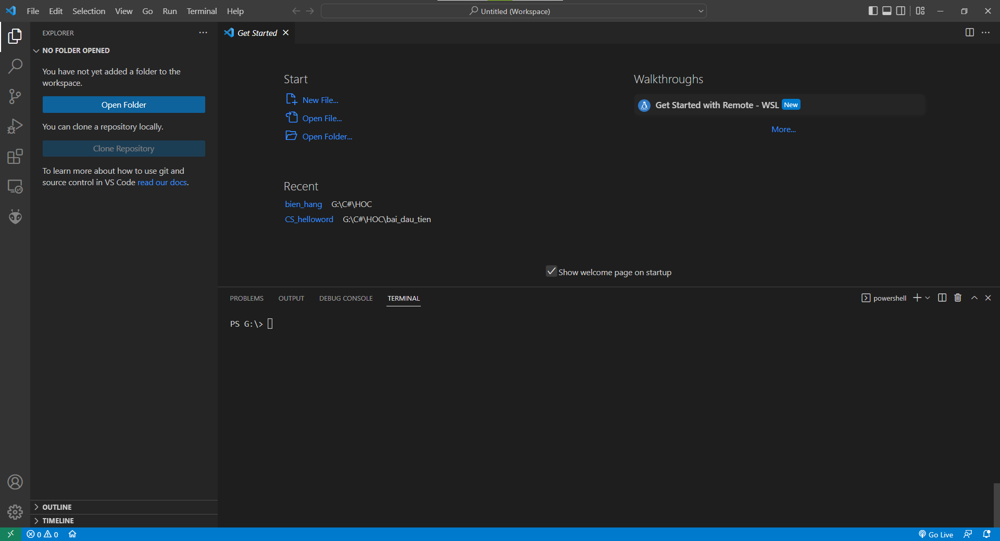 File Edit Selection View Go Run Terminal Help
Untitled (Workspace)
EXPLORER
NO FOLDER OPENED
You have not yet added a folder to the
workspace.
Open Folder
You can clone a repository locally.
Clone Repository
To learn more about how to use git and
source control in VS Code read our docs.
OUTLINE
TIMELINE
Get Started
Start
New File...
Open File...
Open Folder...
Recent
bien_hang G:\C#\HOC
CS_helloword G:\C#\HOC\bai_dau_tien
Walkthroughs
Get Started with Remote - WSL New
More...
Show welcome page on startup
PROBLEMS OUTPUT DEBUG CONSOLE TERMINAL
powershell
PS G:\>
0 0
Go Live